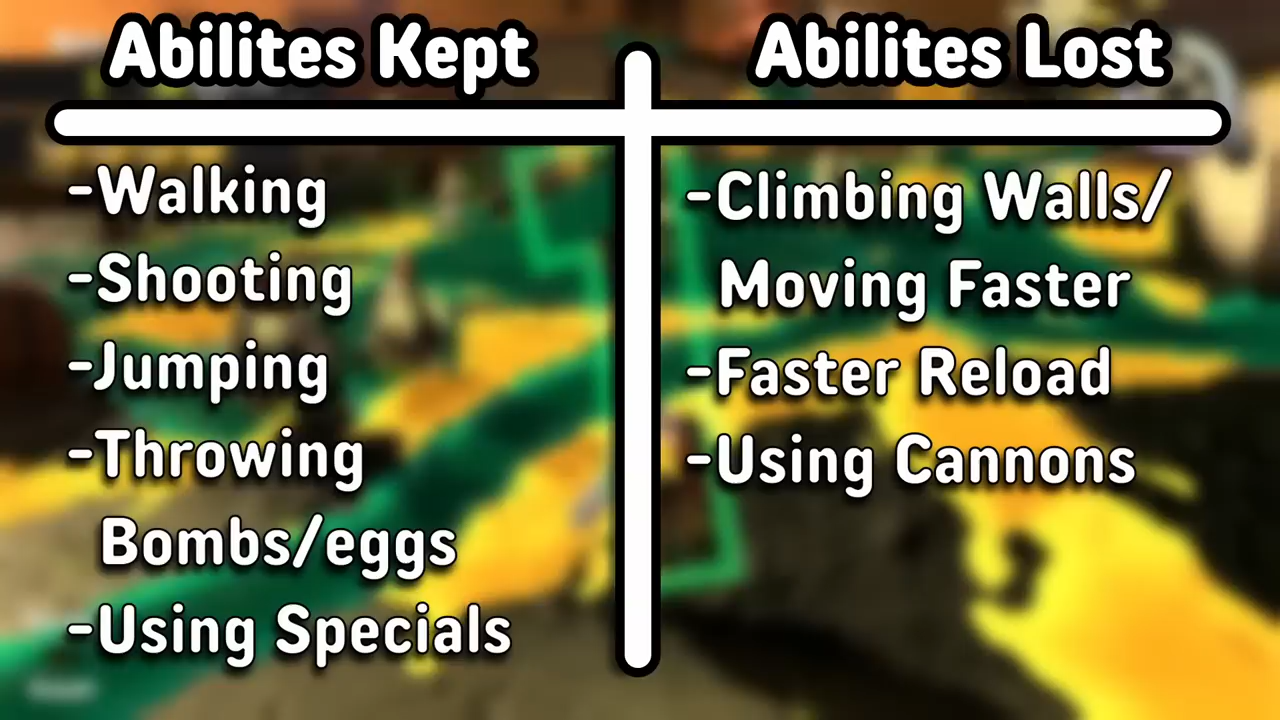 Abilites Kept
-Walking
-Shooting
-Jumping
-Throwing
Bombs/eggs
-Using Specials
Abilites Lost
-Climbing Walls/
Moving Faster
-Faster Reload
-Using Cannons